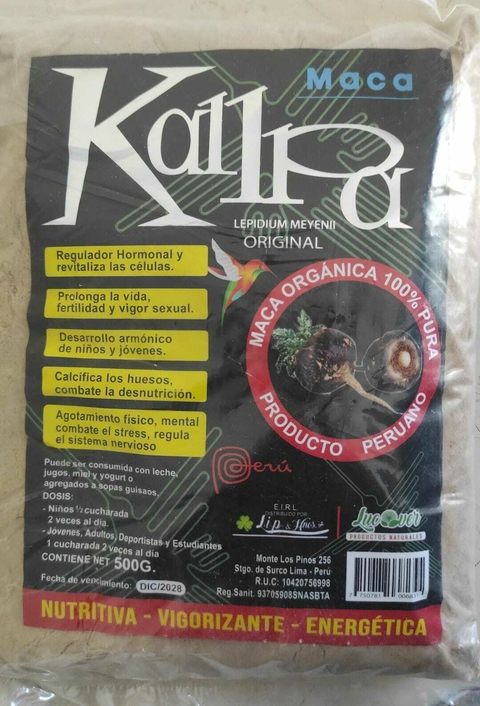 Maca
Kallpa
LEPIDIUM MEYENII
ORIGINAL
Regulador Hormonal y
revitaliza las células.
Prolonga la vida,
fertilidad y vigor sexual.
Desarrollo armónico
de niños y jóvenes.
Calcifica los huesos,
combate la desnutrición.
Agotamiento físico, mental
combate el stress, regula
el sistema nervioso
MACA ORGÁNICA 100% PURA
PRODUCTO PERUANO
Perú
Puede ser consumida con leche,
jugos, miel y yogurt o
agregados a sopas guisaos.
DOSIS:
- Niños ½ cucharada
2 veces al día.
- Jóvenes, Adultos, Deportistas y Estudiantes
1 cucharada 2 veces al día
CONTIENE NET 500G.
Fecha de vencimiento: DIC/2028
E.I.R.L
DISTRIBUIDO POR
PRODUCTOS NATURALES
Monte Los Pinos 256
Stgo. de Surco Lima - Perú
R.U.C: 10420756998
Reg.Sanit. 93705908SNASBTA
NUTRITIVA - VIGORIZANTE - ENERGÉTICA